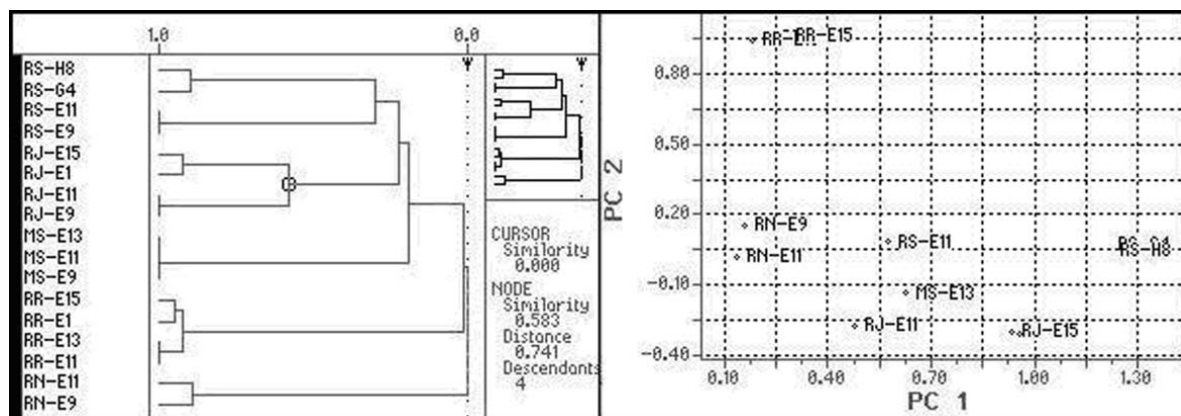 1.0 0.0
RS-H8
RS-G4
RS-E11
RS-E9
RJ-E15
RJ-E1
RJ-E11
RJ-E9
MS-E13
MS-E11
MS-E9
RR-E15
RR-E1
RR-E13
RR-E11
RN-E11
RN-E9
CURSOR
Similarity
0.000
NODE
Similarity
0.583
Distance
0.741
Descendants
4
PC 2
0.80
0.50
0.20
-0.10
-0.40
RR-E15
RN-E9
RN-E11
RS-E11
RS-H8
MS-E13
RJ-E11
RJ-E15
0.10 0.40 0.70 1.00 1.30
PC 1